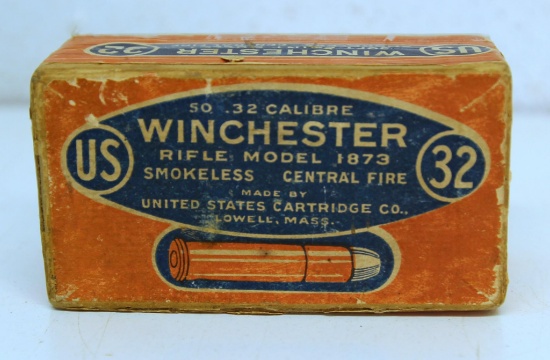 32 WINCHESTER US
50 .32 CALIBRE
WINCHESTER
RIFLE MODEL 1873
US
32
SMOKELESS CENTRAL FIRE
MADE BY
UNITED STATES CARTRIDGE CO.,
LOWELL, MASS.